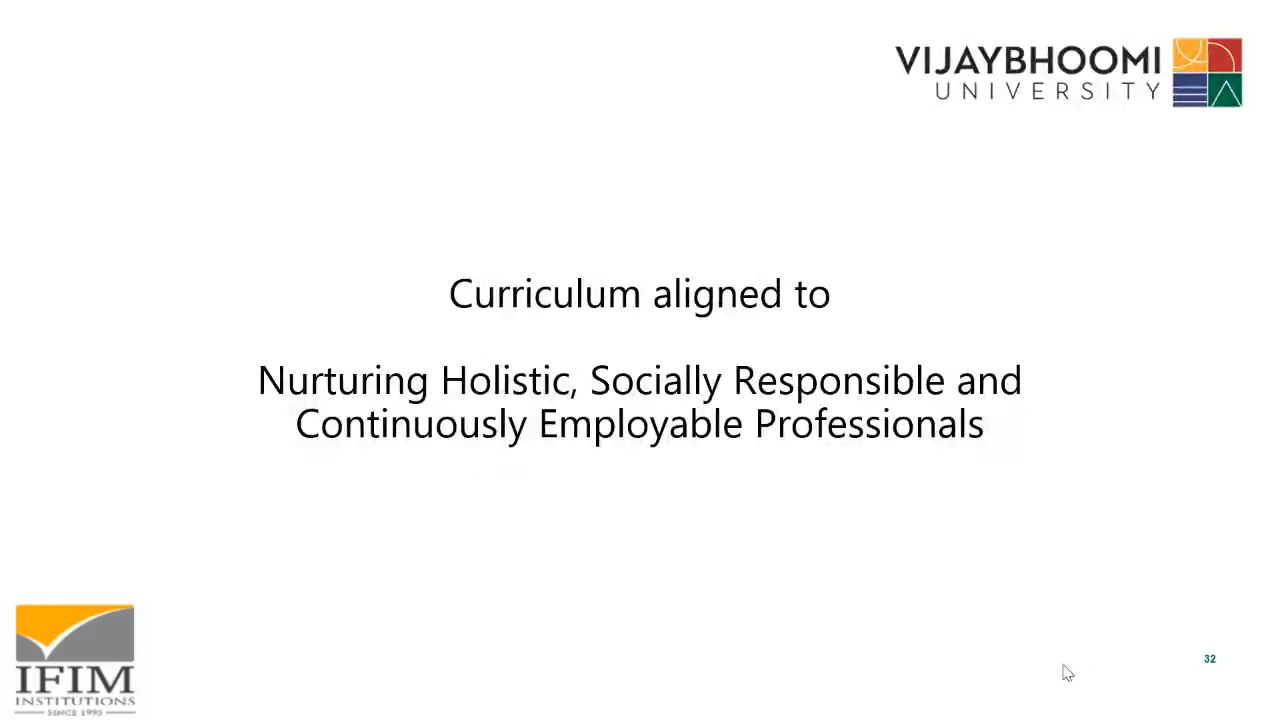 VIJAYBHOOMI
UNIVERSITY
Curriculum aligned to
Nurturing Holistic, Socially Responsible and
Continuously Employable Professionals
IFIM
INSTITUTIONS
SINCE 1995
32